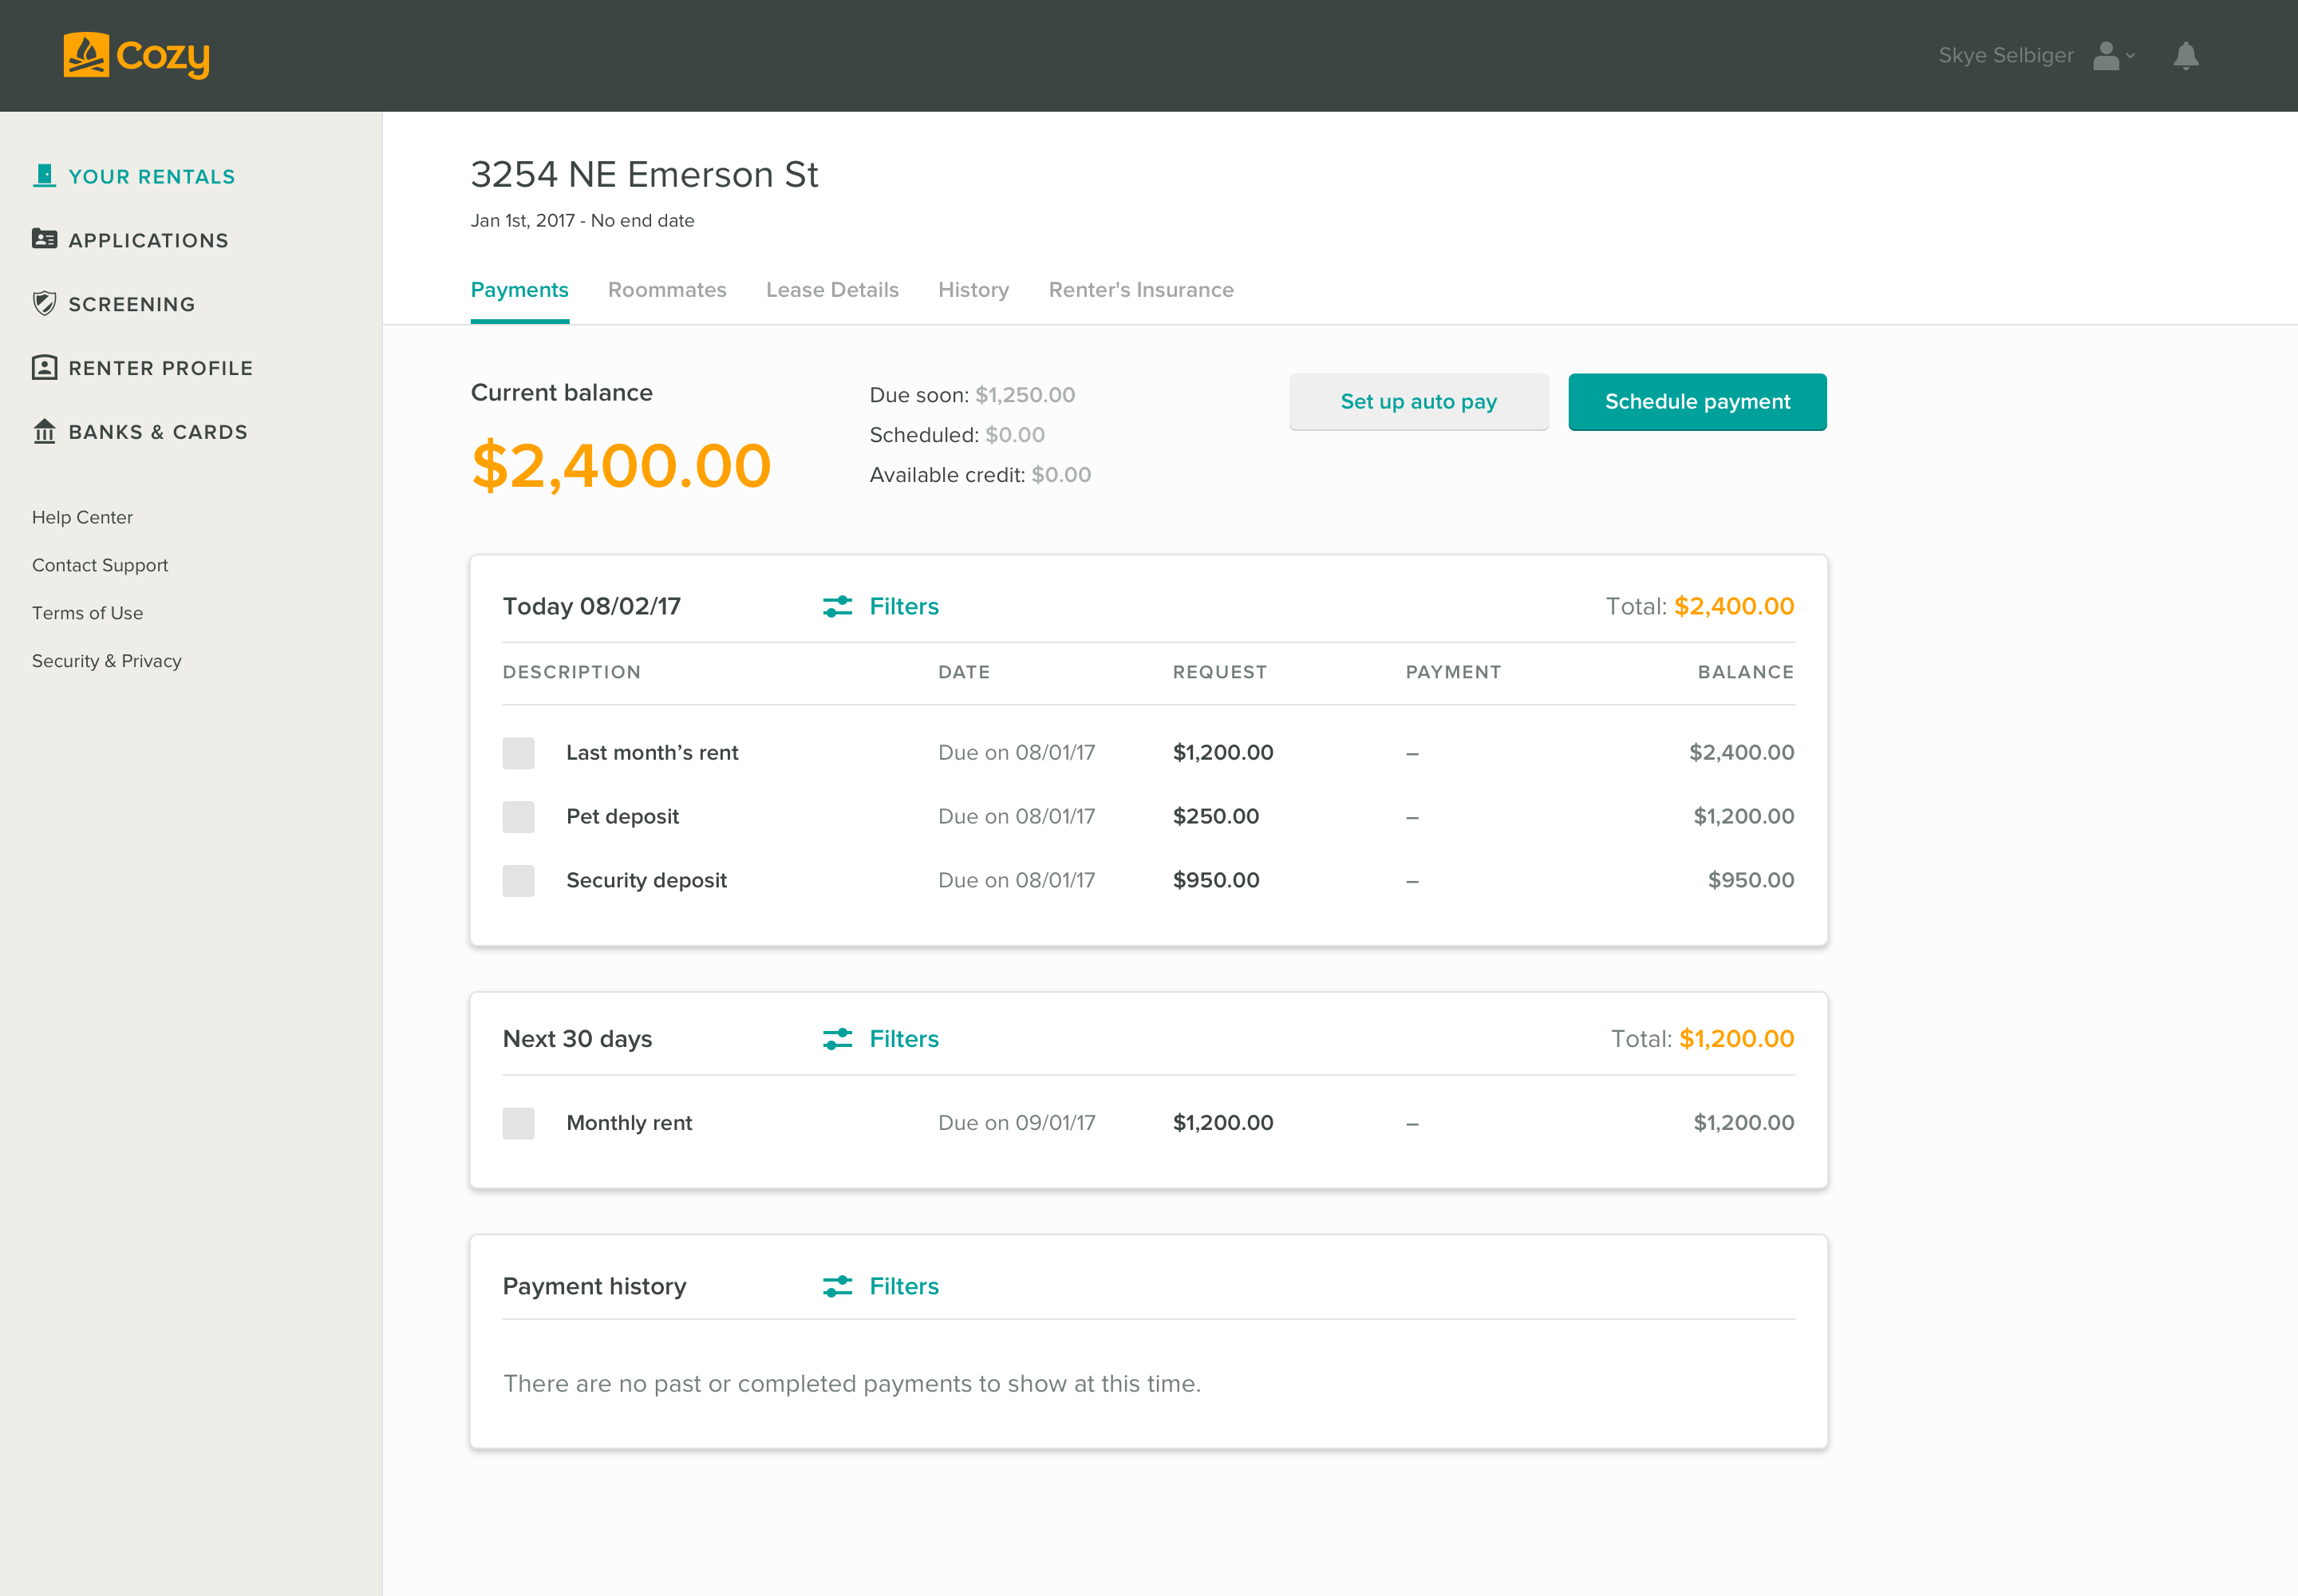 Cozy
Skye Selbiger
YOUR RENTALS
APPLICATIONS
SCREENING
RENTER PROFILE
BANKS & CARDS
Help Center
Contact Support
Terms of Use
Security & Privacy
3254 NE Emerson St
Jan 1st, 2017 - No end date
Payments Roommates Lease Details History Renter's Insurance
Current balance
$2,400.00
Due soon: $1,250.00
Scheduled: $0.00
Available credit: $0.00
Set up auto pay
Schedule payment
Today 08/02/17 Filters Total: $2,400.00
DESCRIPTION DATE REQUEST PAYMENT BALANCE
Last month’s rent Due on 08/01/17 $1,200.00 – $2,400.00
Pet deposit Due on 08/01/17 $250.00 – $1,200.00
Security deposit Due on 08/01/17 $950.00 – $950.00
Next 30 days Filters Total: $1,200.00
Monthly rent Due on 09/01/17 $1,200.00 – $1,200.00
Payment history Filters
There are no past or completed payments to show at this time.